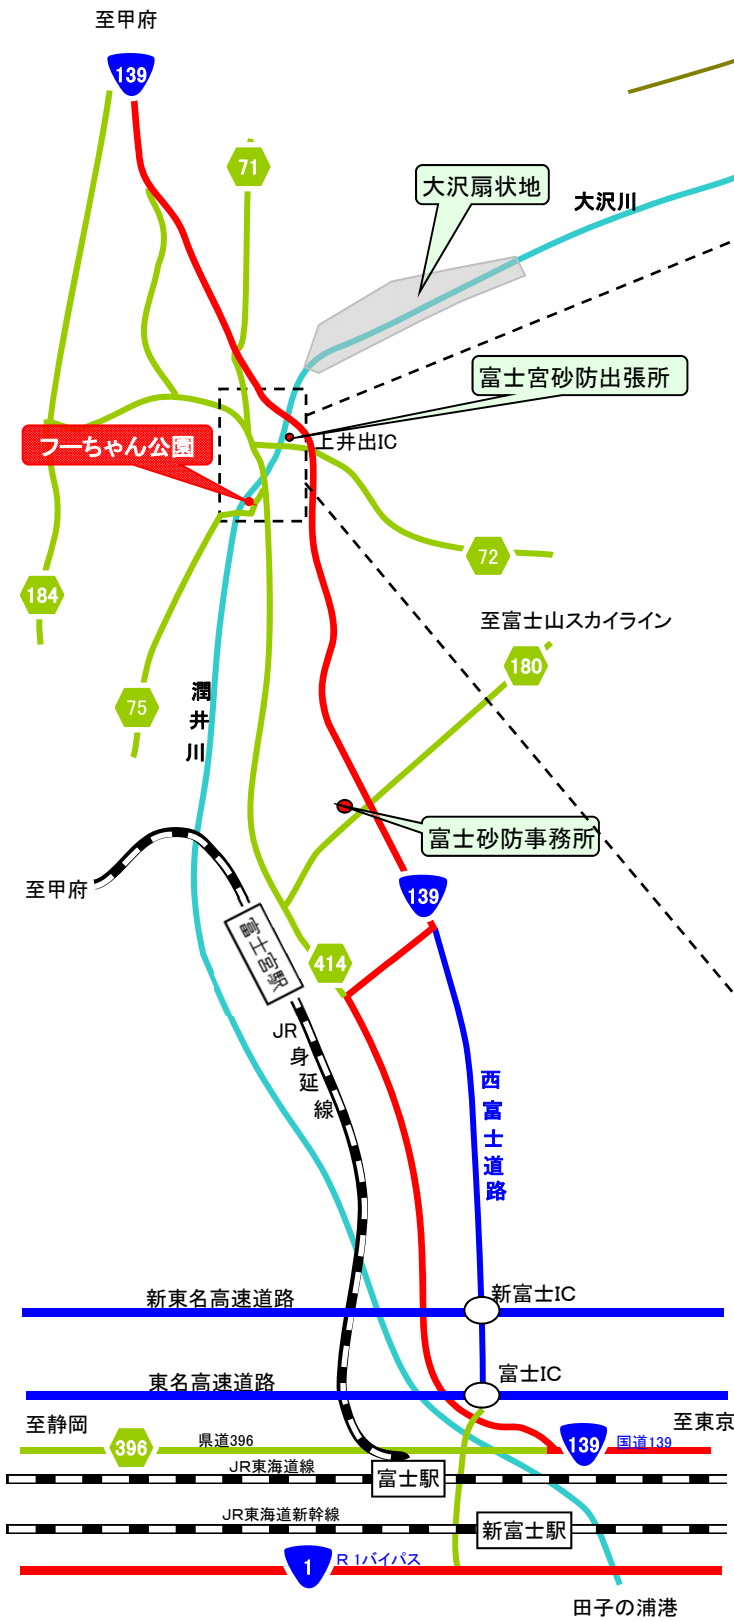 至甲府
139
71
大沢扇状地
大沢川
富士宮砂防出張所
フーちゃん公園
上井出IC
72
184
至富士山スカイライン
180
75
潤井川
富士砂防事務所
至甲府
139
富士宮駅
414
JR身延線
西富士道路
新富士IC
新東名高速道路
富士IC
東名高速道路
至静岡
至東京
396
県道396
139
国道139
JR東海道線
富士駅
JR東海道新幹線
新富士駅
1
R1バイパス
田子の浦港